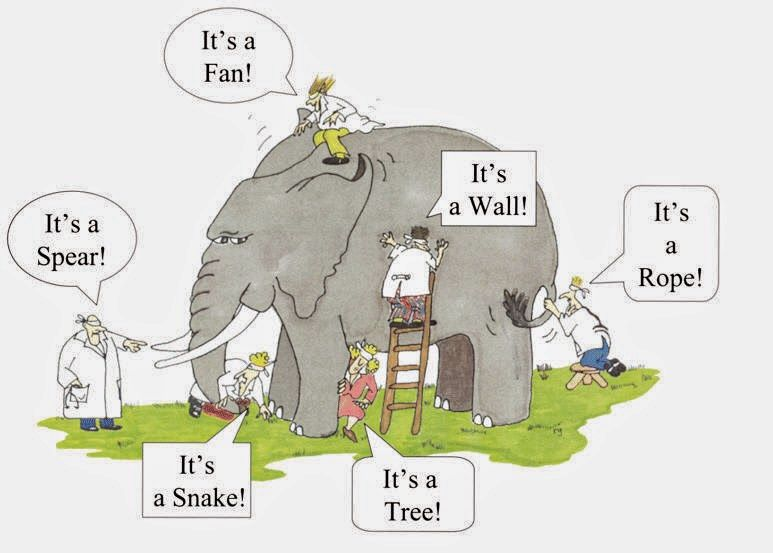 It's a
Fan!
It's
a Wall!
It's
a
Rope!
It's a
Spear!
It's
a Snake!
It's a
Tree!